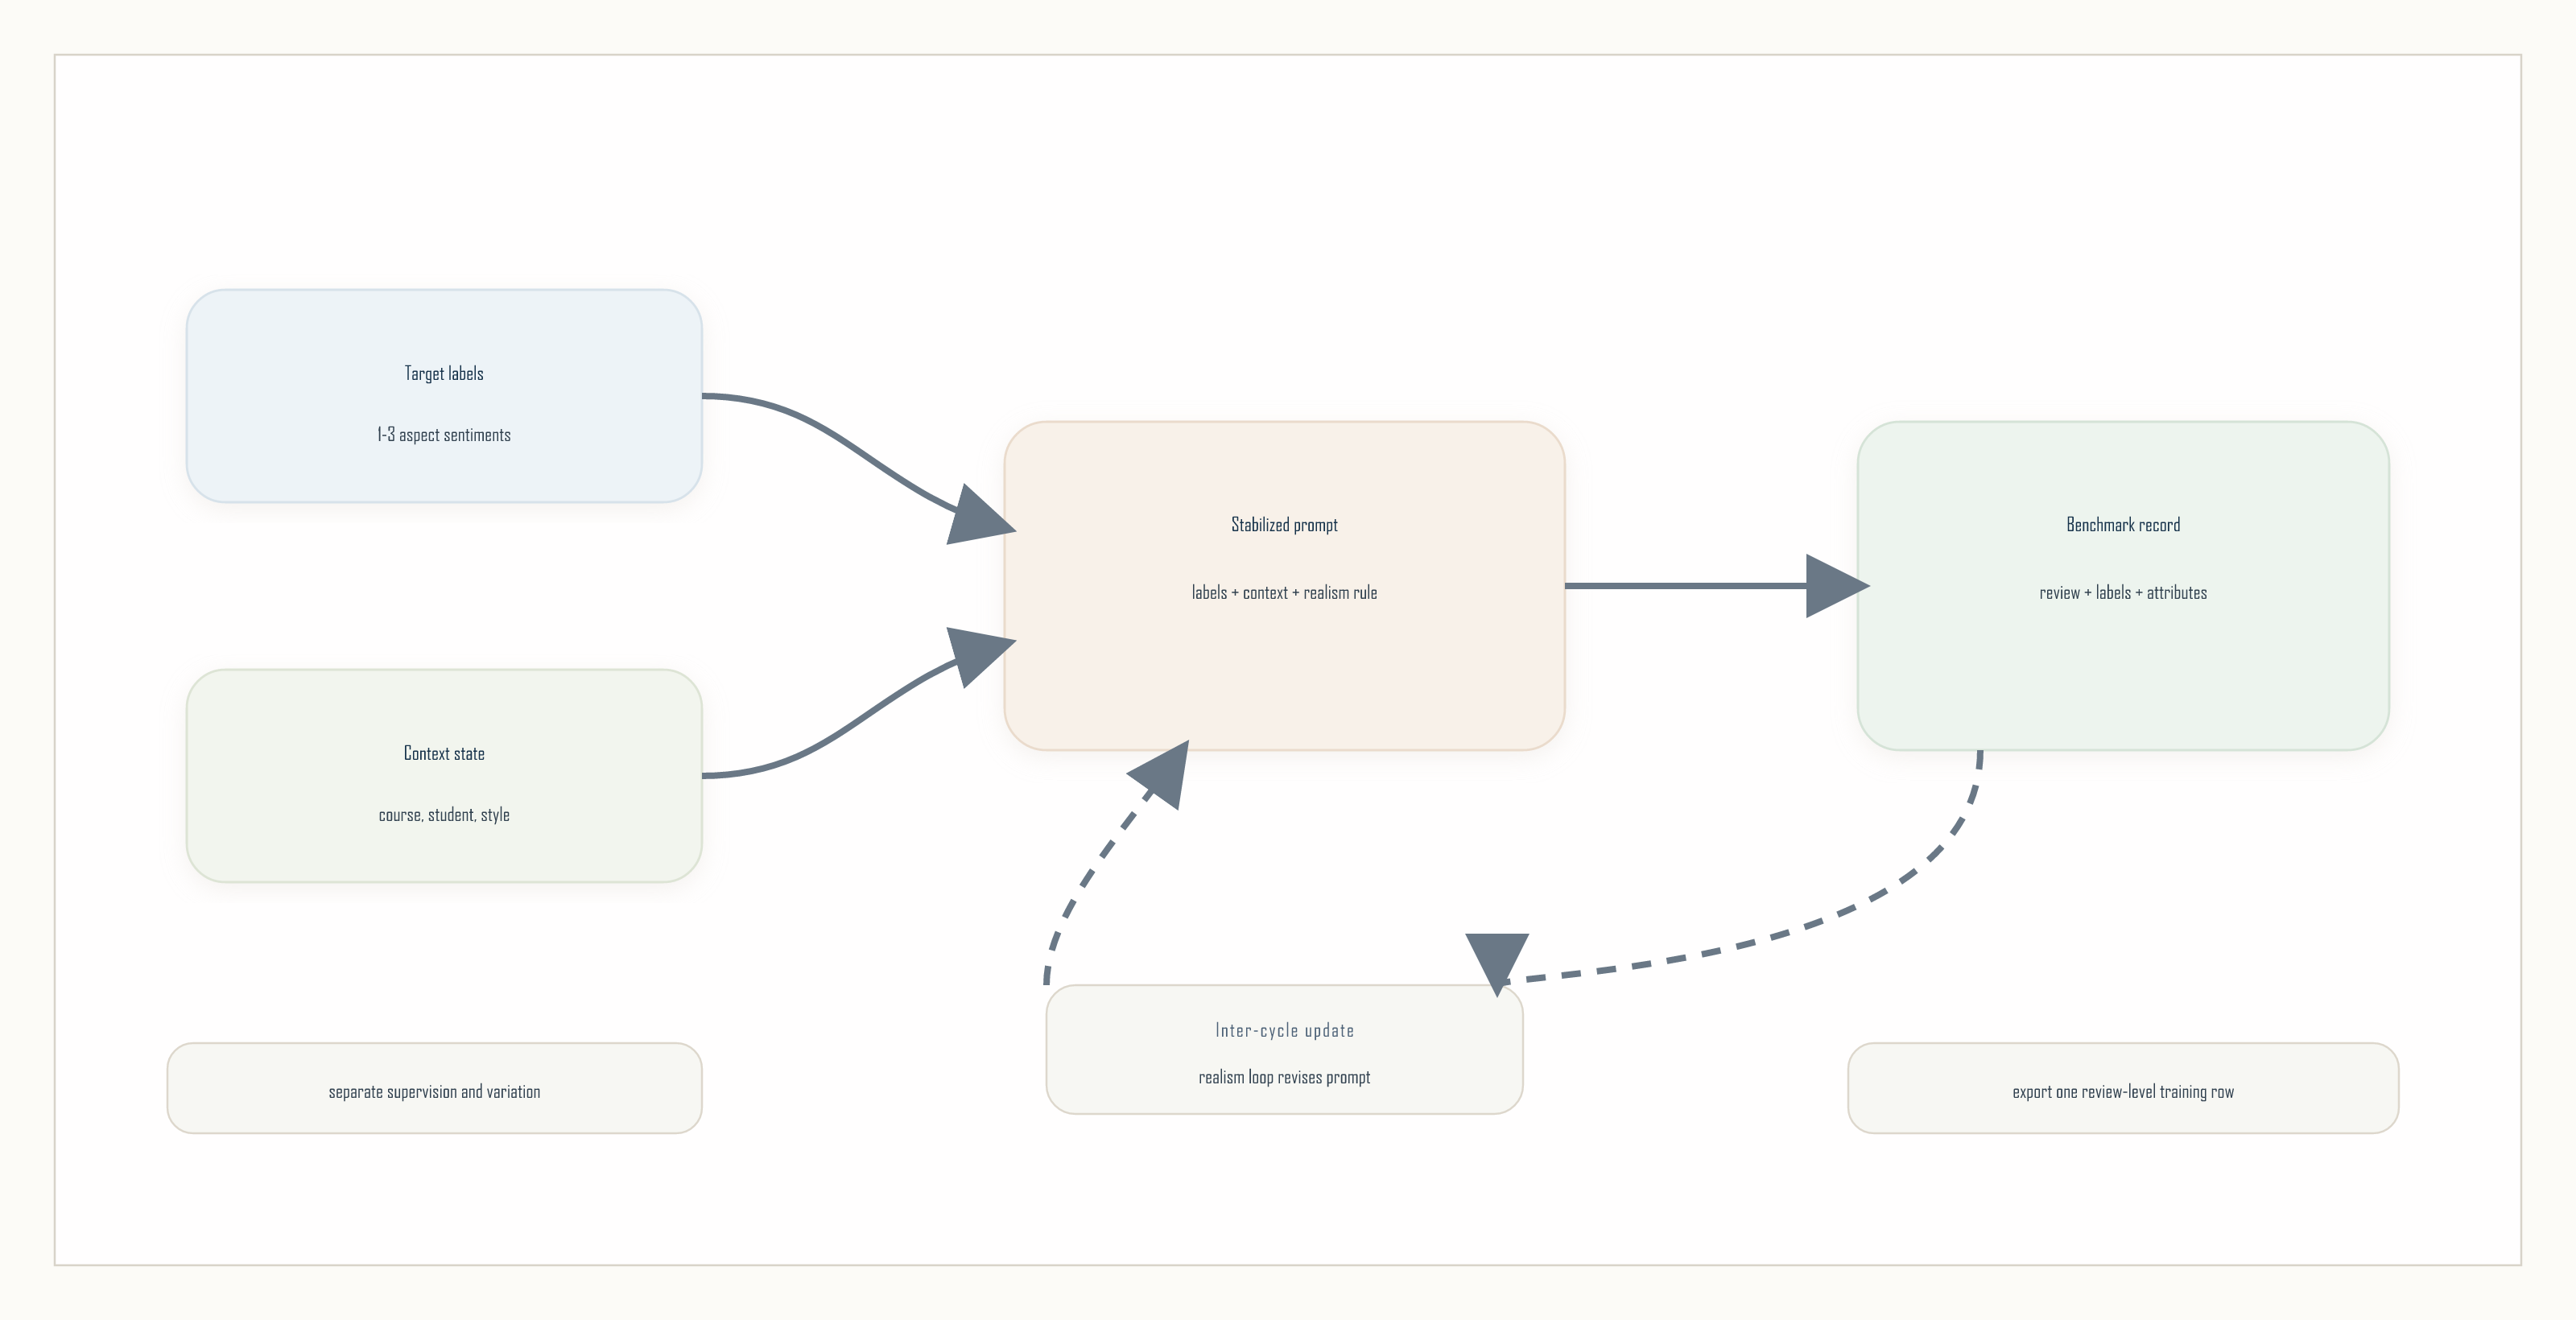 Target labels
1-3 aspect sentiments
Context state
course, student, style
Stabilized prompt
labels + context + realism rule
Benchmark record
review + labels + attributes
Inter-cycle update
realism loop revises prompt
separate supervision and variation
export one review-level training row